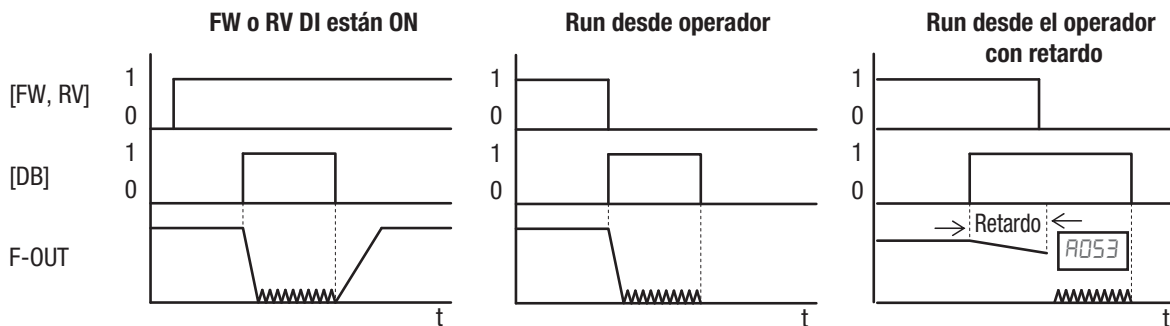 FW o RV DI están ON
Run desde operador
Run desde el operador
con retardo
[FW, RV]
1
0
1
0
1
0
[DB]
1
0
1
0
1
0
F-OUT
Retardo
A053
t
t
t